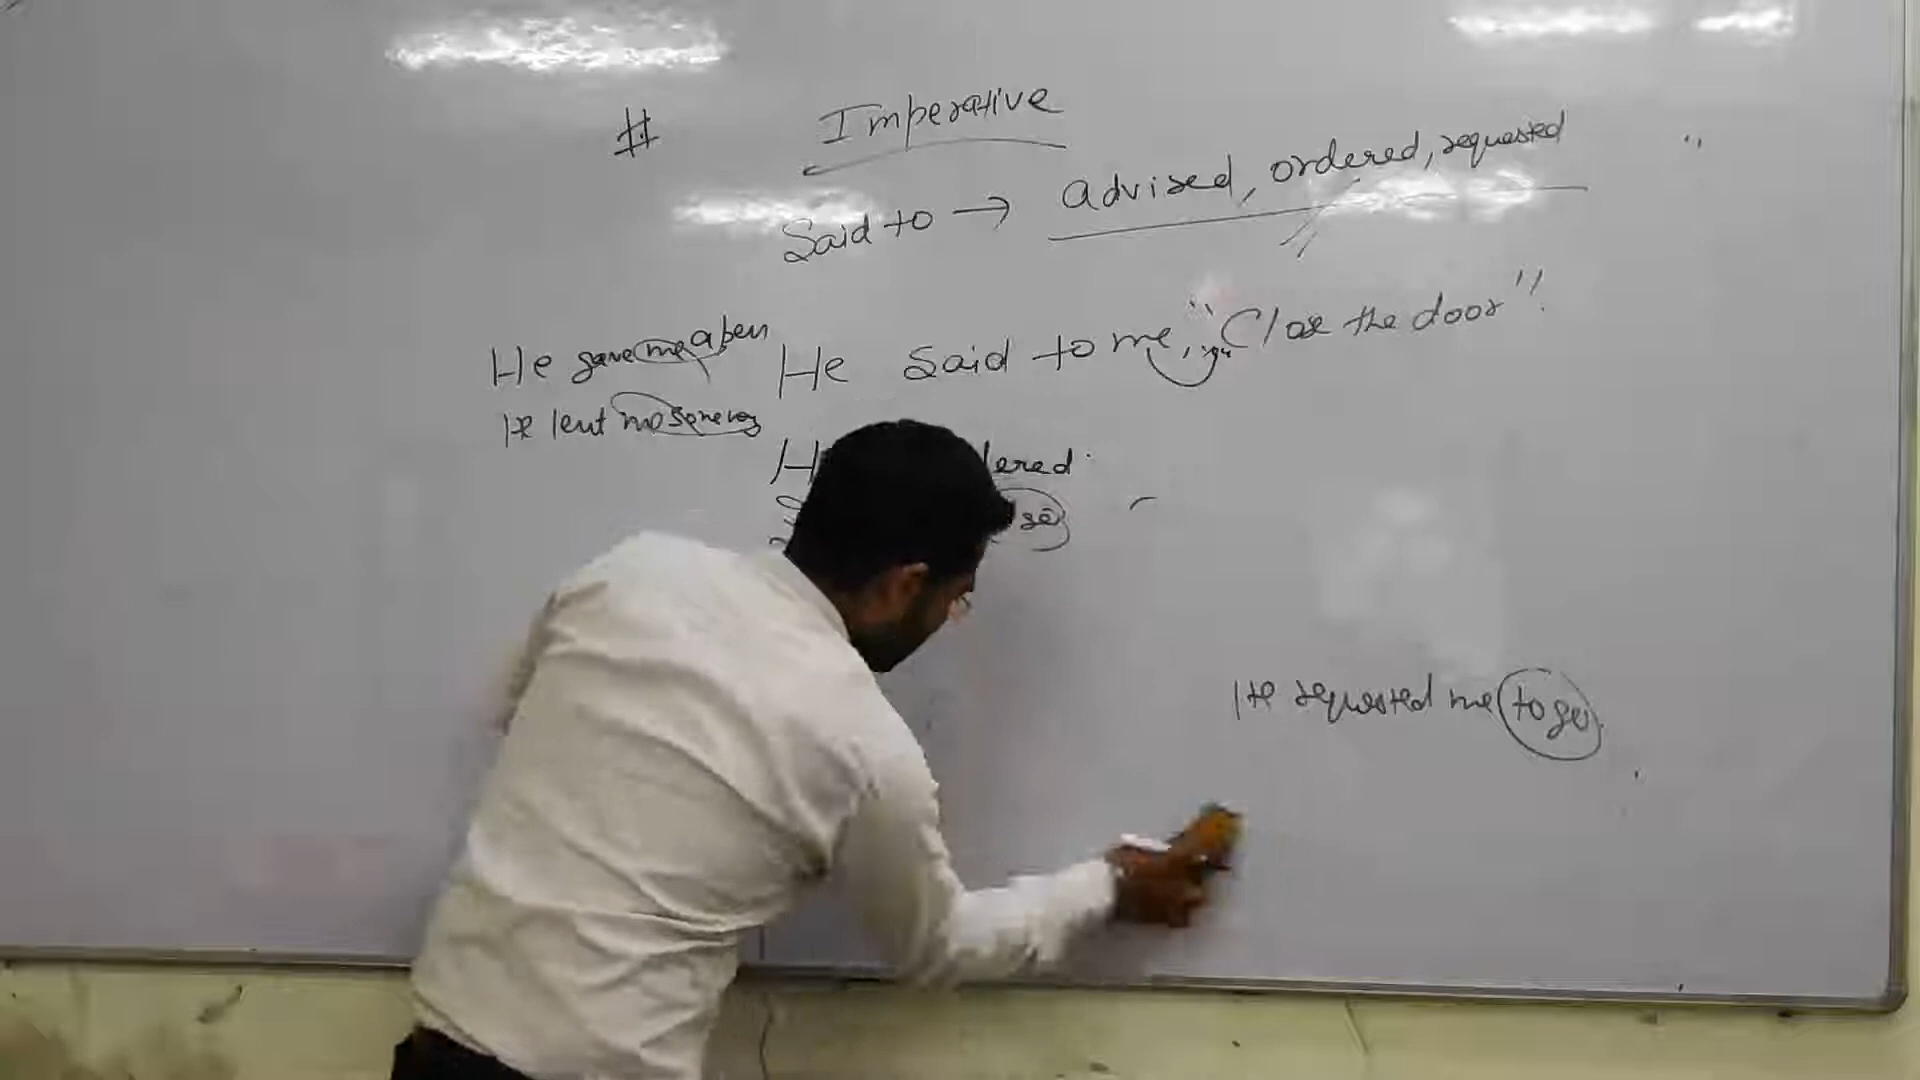 # Imperative
Said to → advised, ordered, requested
He said to me, "Close the door".
He gave me a pen
He lent me some
ered
se
He requested me to go